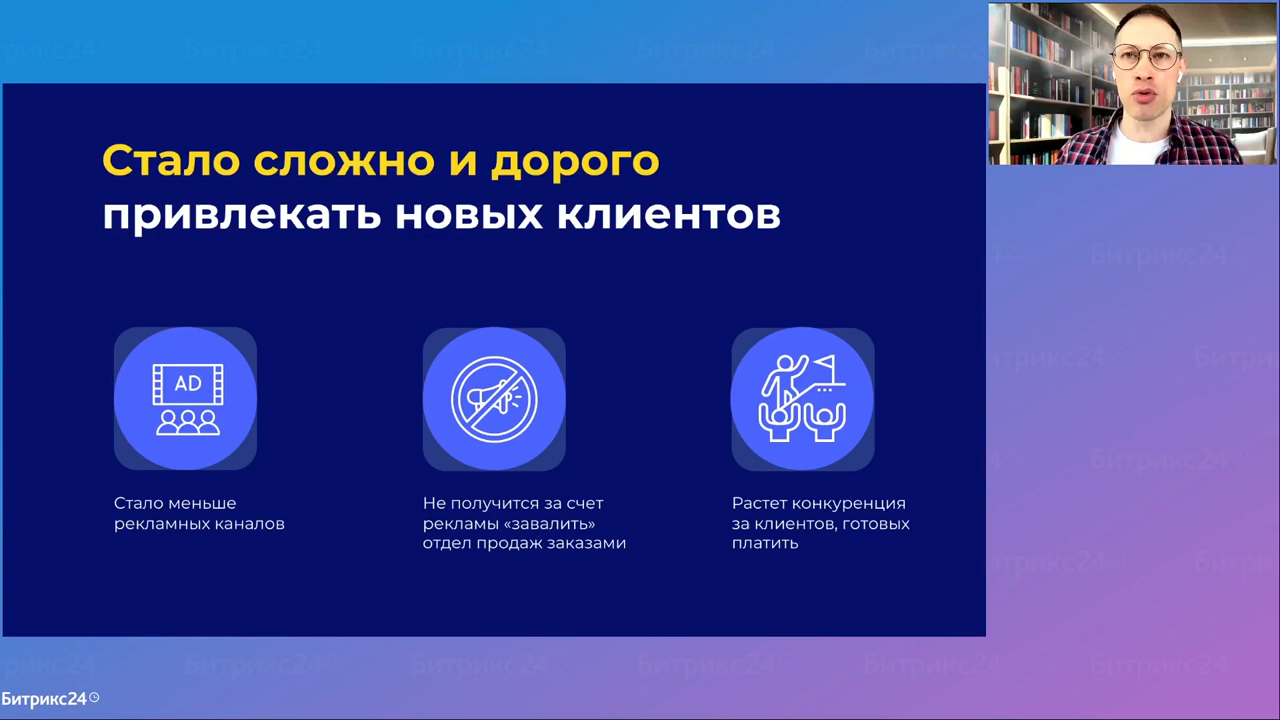 Стало сложно и дорого
привлекать новых клиентов
AD
Стало меньше
рекламных каналов
Не получится за счет
рекламы «завалить»
отдел продаж заказами
Растет конкуренция
за клиентов, готовых
платить
Битрикс24